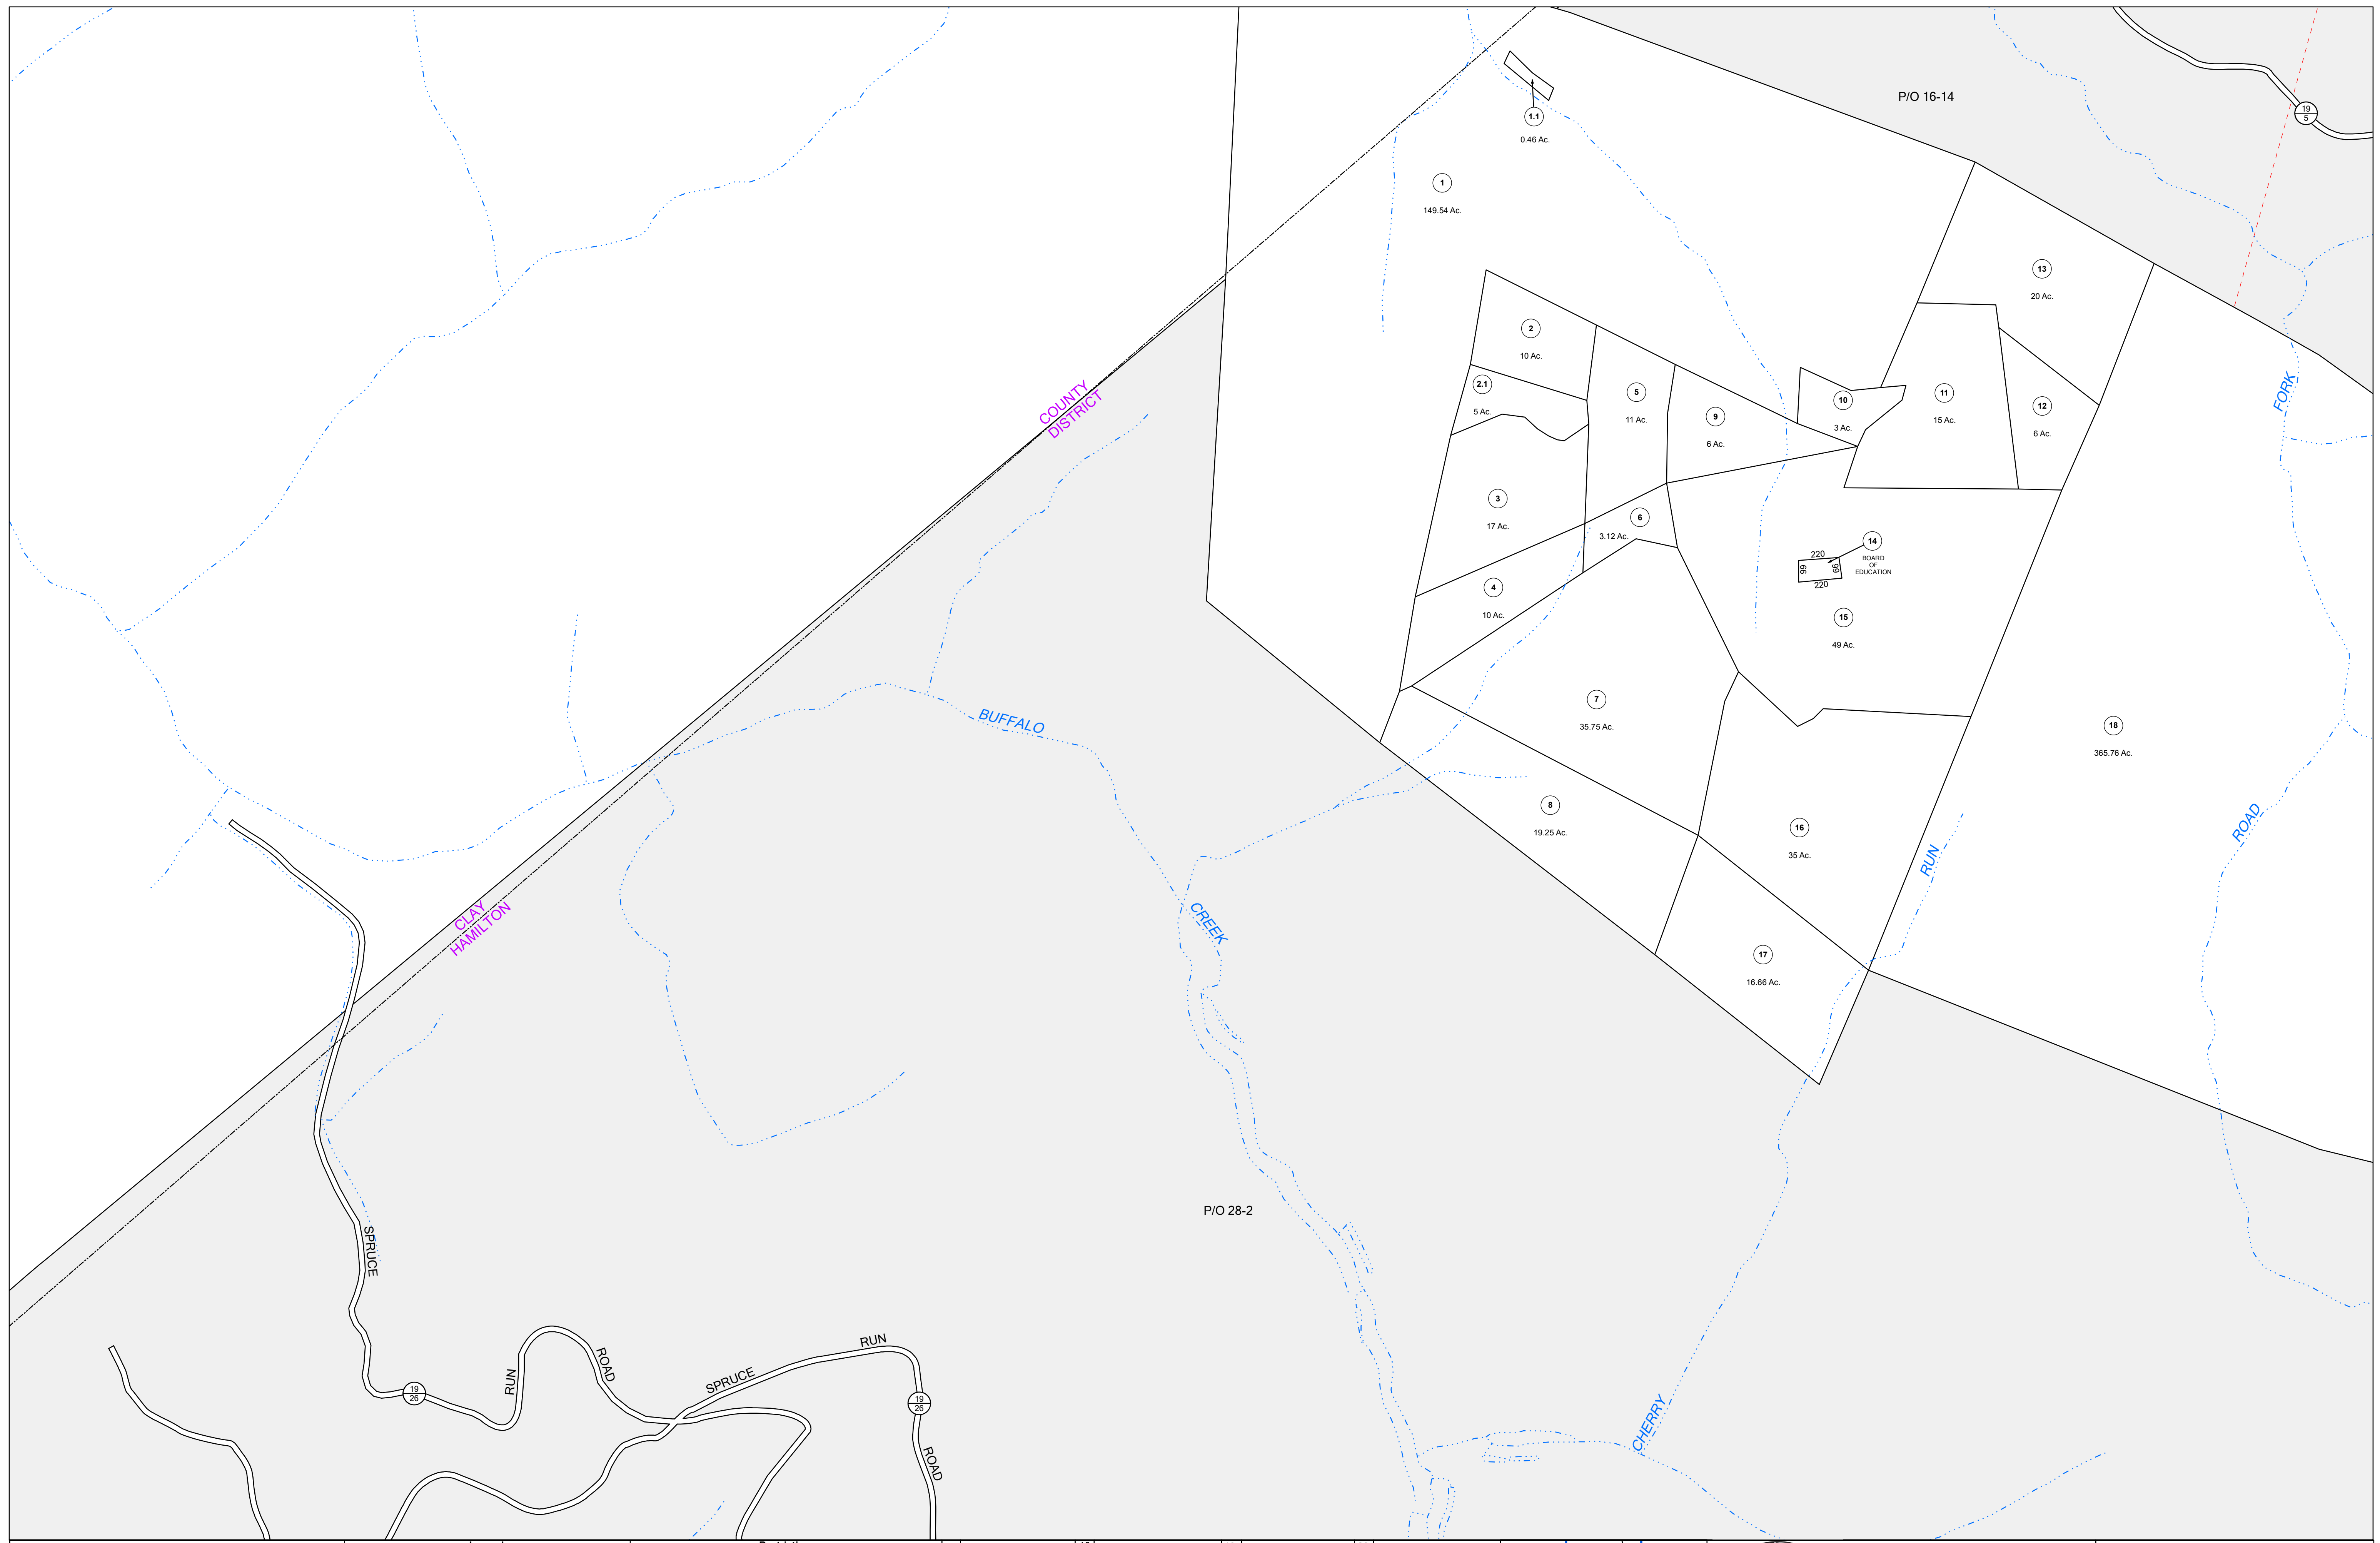 P/O 16-14
19
5
1.1
0.46 Ac.
1
149.54 Ac.
13
20 Ac.
2
10 Ac.
2.1
5 Ac.
5
11 Ac.
9
6 Ac.
10
3 Ac.
11
15 Ac.
12
6 Ac.
FORK
COUNTY
DISTRICT
3
17 Ac.
6
3.12 Ac.
14
BOARD
OF
EDUCATION
220
99
99
220
4
10 Ac.
15
49 Ac.
7
35.75 Ac.
18
365.76 Ac.
BUFFALO
8
19.25 Ac.
16
35 Ac.
ROAD
RUN
CREEK
CLAY
HAMILTON
17
16.66 Ac.
P/O 28-2
SPRUCE
19
26
RUN
ROAD
SPRUCE
RUN
19
26
ROAD
CHERRY